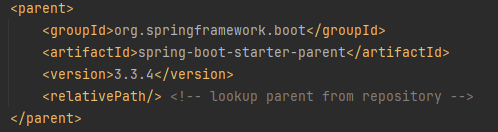 <parent>
<groupId>org.springframework.boot</groupId>
<artifactId>spring-boot-starter-parent</artifactId>
<version>3.3.4</version>
<relativePath/> <!-- lookup parent from repository -->
</parent>